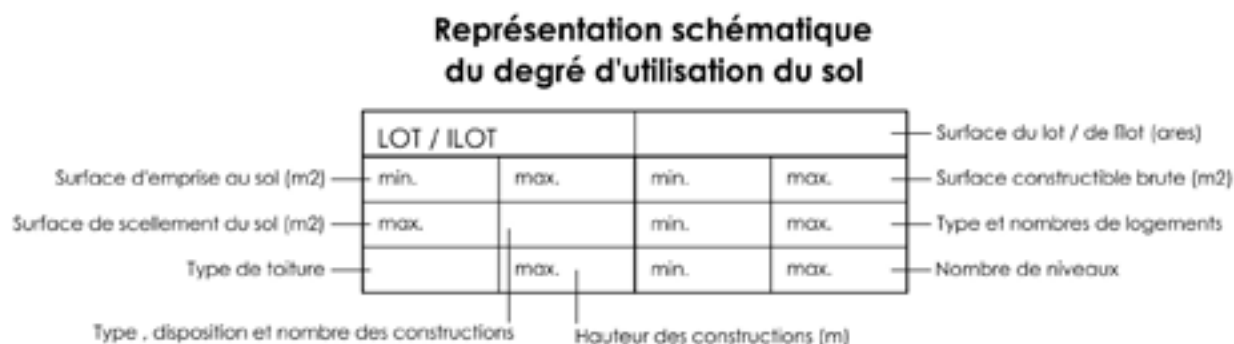 Représentation schématique
du degré d'utilisation du sol
LOT / ILOT
Surface du lot / de l'îlot (ares)
Surface d'emprise au sol (m2) min. max. min. max. Surface constructible brute (m2)
Surface de scellement du sol (m2) max. min. max. Type et nombres de logements
Type de toiture max. min. max. Nombre de niveaux
Type , disposition et nombre des constructions
Hauteur des constructions (m)